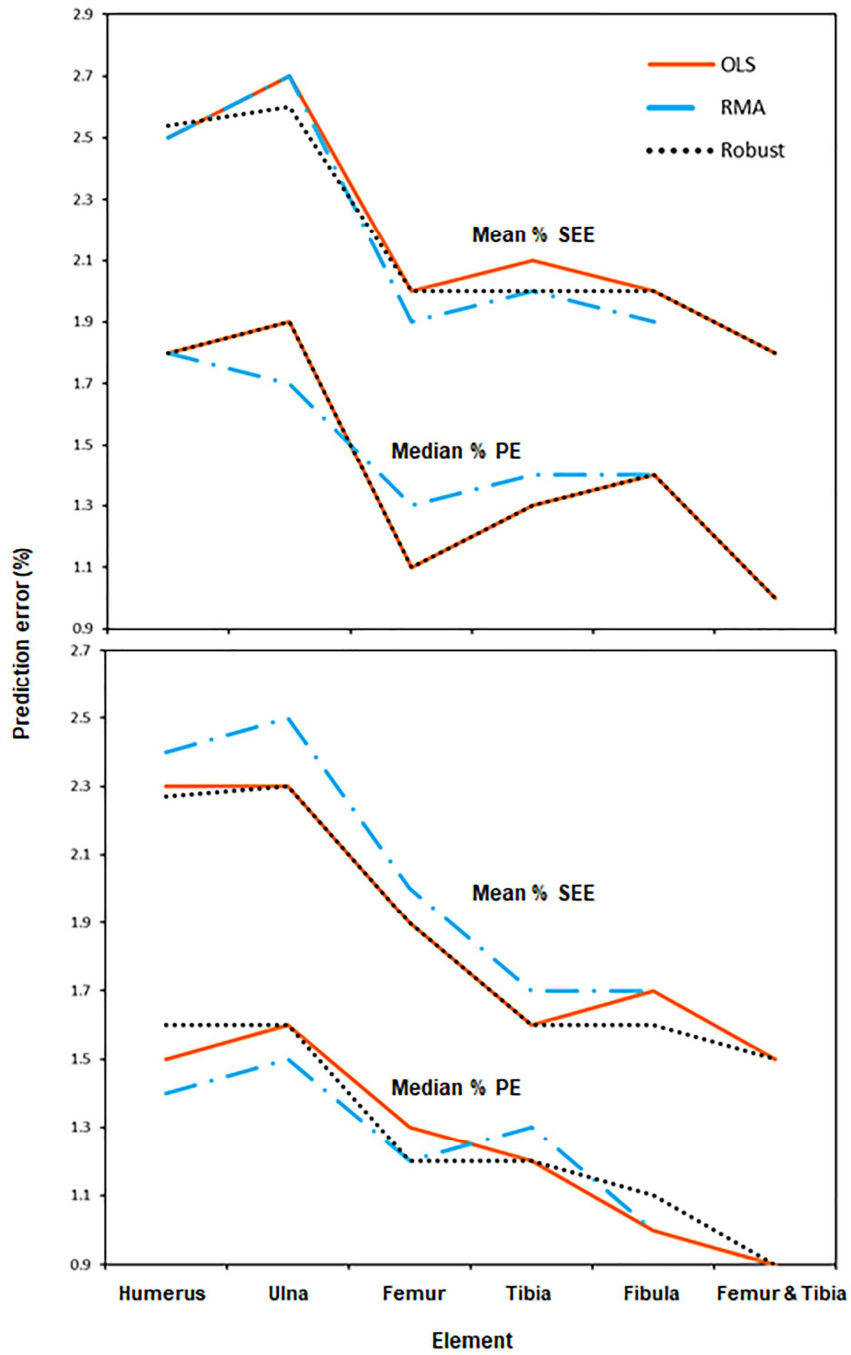 2.9
2.7
2.5
2.3
2.1
1.9
1.7
1.5
1.3
1.1
0.9
OLS
RMA
Robust
Mean % SEE
Median % PE
Prediction error (%)
2.7
2.5
2.3
2.1
1.9
1.7
1.5
1.3
1.1
0.9
Mean % SEE
Median % PE
Humerus Ulna Femur Tibia Fibula Femur & Tibia
Element